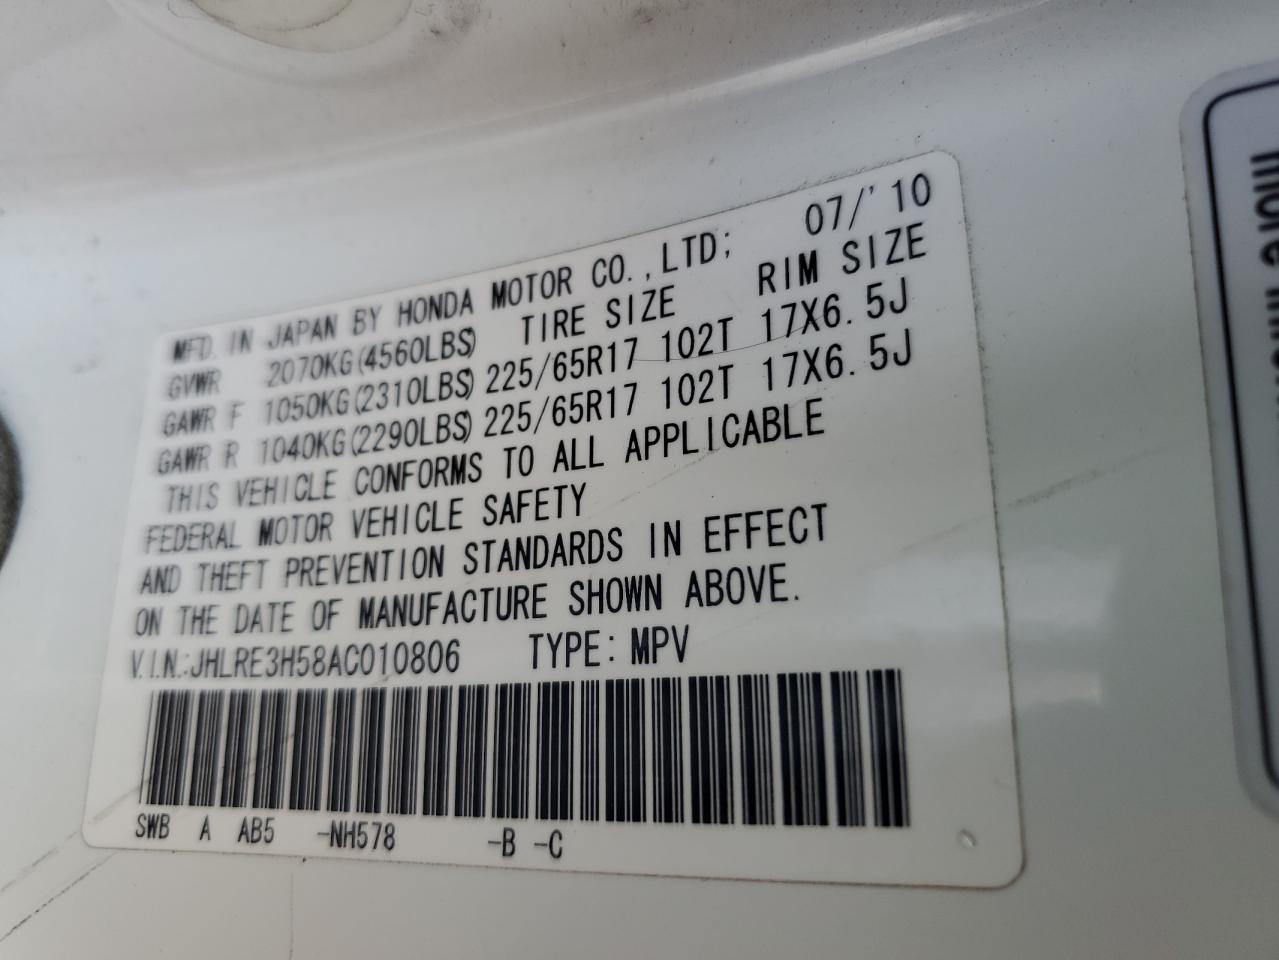 MFD. IN JAPAN BY HONDA MOTOR CO.,LTD; 07/'10
GVWR 2070KG(4560LBS) TIRE SIZE RIM SIZE
GAWR F 1050KG(2310LBS) 225/65R17 102T 17X6.5J
GAWR R 1040KG(2290LBS) 225/65R17 102T 17X6.5J
THIS VEHICLE CONFORMS TO ALL APPLICABLE
FEDERAL MOTOR VEHICLE SAFETY
AND THEFT PREVENTION STANDARDS IN EFFECT
ON THE DATE OF MANUFACTURE SHOWN ABOVE.
V.I.N.:JHLRE3H58AC010806 TYPE:MPV
SWB A AB5 -NH578 -B -C
more